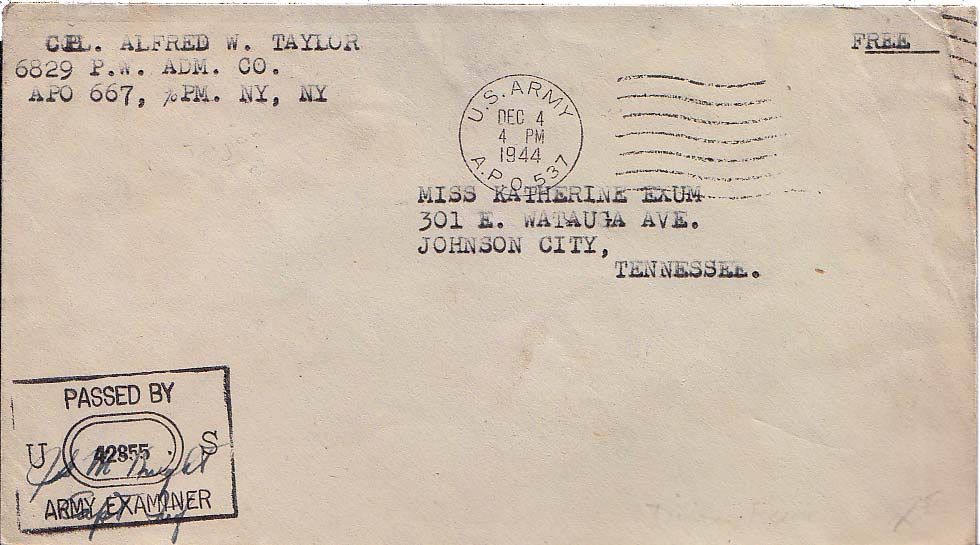 CPL. ALFRED W. TAYLOR
6829 P.W. ADM. CO.
APO 667, c/o PM. NY, NY
FREE
U.S. ARMY
DEC 4
4 PM
1944
A.P.O. 537
MISS KATHERINE EXUM
301 E. WATAUGA AVE.
JOHNSON CITY,
TENNESSEE.
PASSED BY
U 42855 S
ARMY EXAMINER
Capt